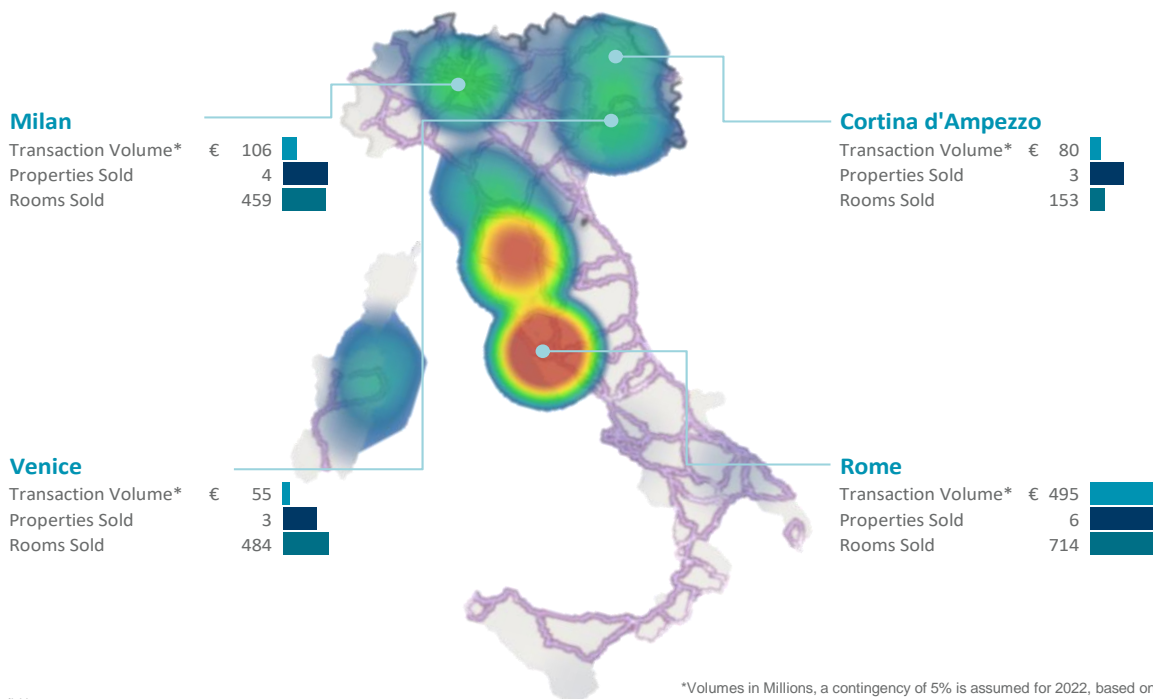 Milan
Transaction Volume* € 106
Properties Sold 4
Rooms Sold 459
Cortina d'Ampezzo
Transaction Volume* € 80
Properties Sold 3
Rooms Sold 153
Venice
Transaction Volume* € 55
Properties Sold 3
Rooms Sold 484
Rome
Transaction Volume* € 495
Properties Sold 6
Rooms Sold 714
*Volumes in Millions, a contingency of 5% is assumed for 2022, based on